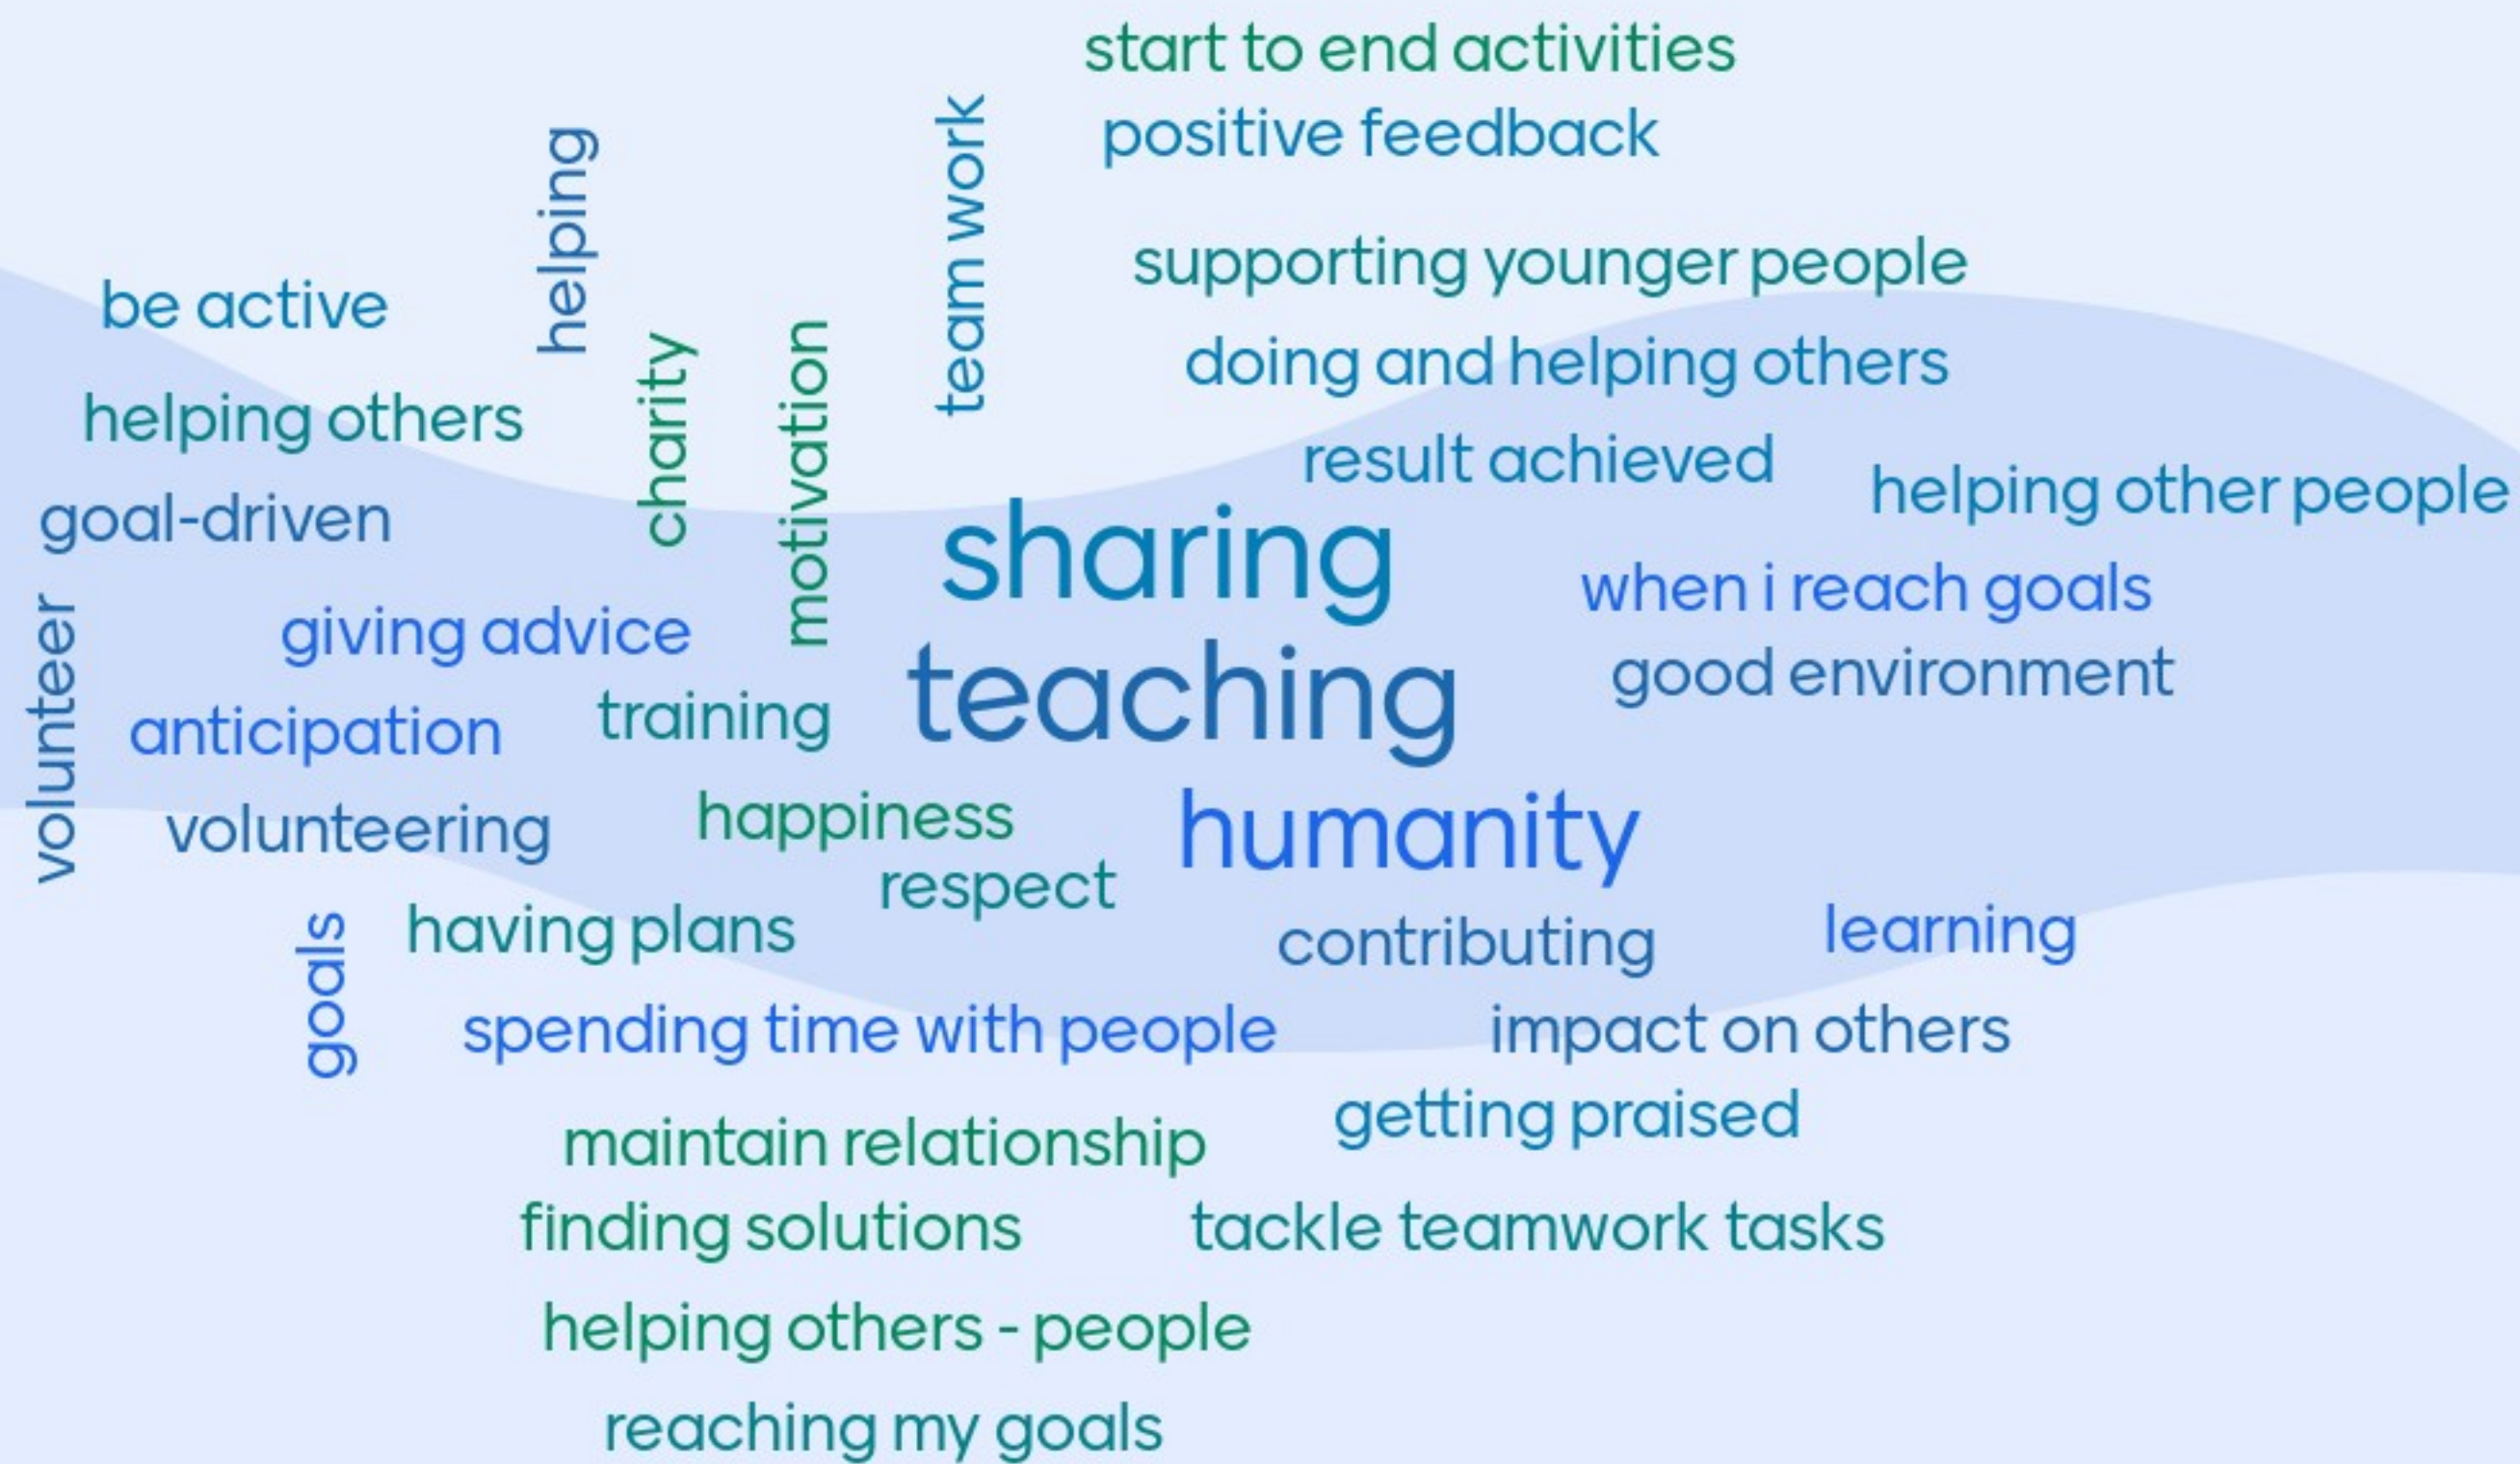 start to end activities
positive feedback
team work
helping
supporting younger people
be active
doing and helping others
charity
motivation
helping others
result achieved
helping other people
goal-driven
sharing
when i reach goals
volunteer
giving advice
teaching
good environment
training
anticipation
happiness
humanity
volunteering
respect
goals
having plans
contributing
learning
spending time with people
impact on others
getting praised
maintain relationship
finding solutions
tackle teamwork tasks
helping others - people
reaching my goals